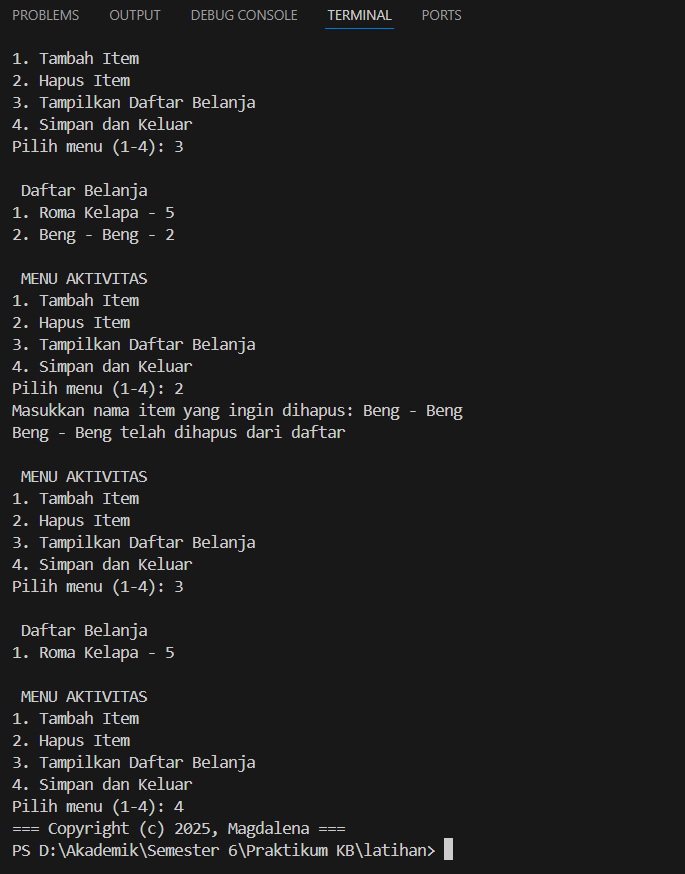 PROBLEMS OUTPUT DEBUG CONSOLE TERMINAL PORTS
1. Tambah Item
2. Hapus Item
3. Tampilkan Daftar Belanja
4. Simpan dan Keluar
Pilih menu (1-4): 3
Daftar Belanja
1. Roma Kelapa - 5
2. Beng - Beng - 2
MENU AKTIVITAS
1. Tambah Item
2. Hapus Item
3. Tampilkan Daftar Belanja
4. Simpan dan Keluar
Pilih menu (1-4): 2
Masukkan nama item yang ingin dihapus: Beng - Beng
Beng - Beng telah dihapus dari daftar
MENU AKTIVITAS
1. Tambah Item
2. Hapus Item
3. Tampilkan Daftar Belanja
4. Simpan dan Keluar
Pilih menu (1-4): 3
Daftar Belanja
1. Roma Kelapa - 5
MENU AKTIVITAS
1. Tambah Item
2. Hapus Item
3. Tampilkan Daftar Belanja
4. Simpan dan Keluar
Pilih menu (1-4): 4
=== Copyright (c) 2025, Magdalena ===
PS D:\Akademik\Semester 6\Praktikum KB\latihan>